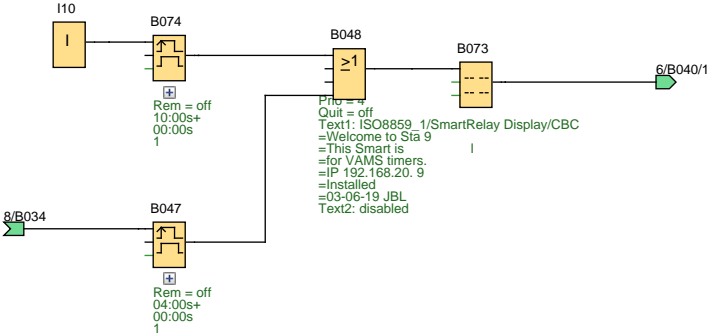 I10
I
B074
Rem = off
10:00s+
00:00s
1
B048
≥1
B073
6/B040/1
Prio = 4
Quit = off
Text1: ISO8859_1/SmartRelay Display/CBC
=Welcome to Sta 9
=This Smart is I
=for VAMS timers.
=IP 192.168.20. 9
=Installed
=03-06-19 JBL
Text2: disabled
8/B034
B047
Rem = off
04:00s+
00:00s
1